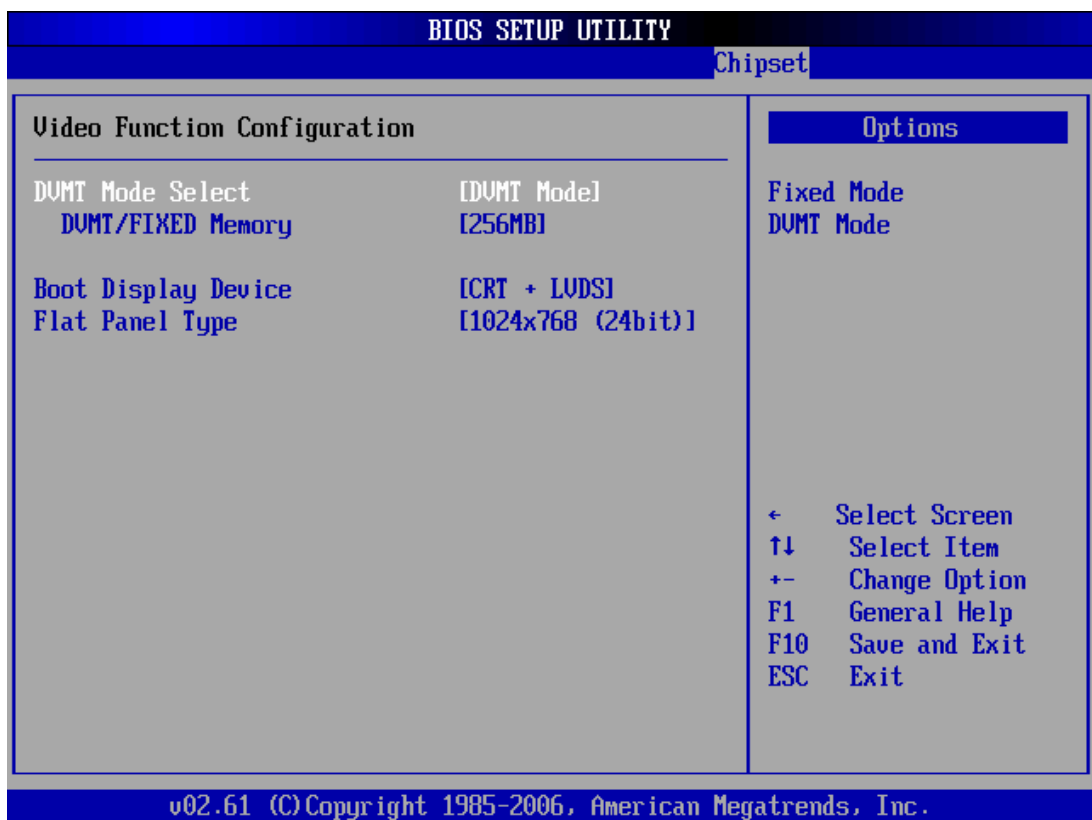 BIOS SETUP UTILITY
Chipset
Video Function Configuration
DVMT Mode Select [DVMT Mode]
DVMT/FIXED Memory [256MB]
Boot Display Device [CRT + LVDS]
Flat Panel Type [1024x768 (24bit)]
Options
Fixed Mode
DVMT Mode
← Select Screen
↑↓ Select Item
+- Change Option
F1 General Help
F10 Save and Exit
ESC Exit
v02.61 (C)Copyright 1985-2006, American Megatrends, Inc.